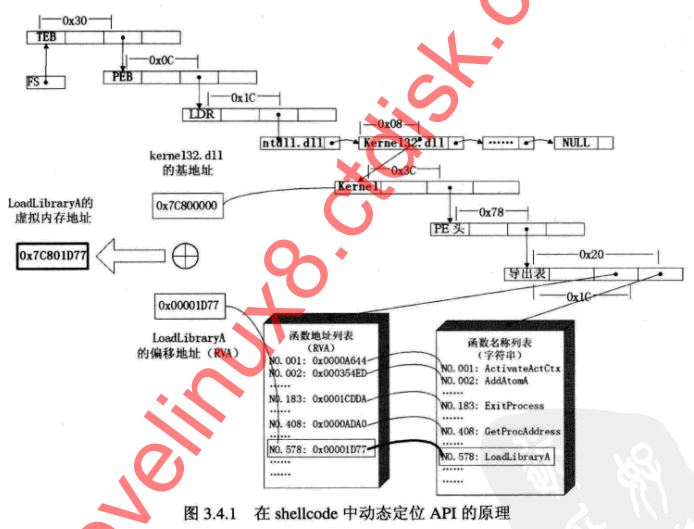 0x30
TEB
0x0C
FS
PEB
0x1C
LDR
0x08
ntdll.dll
Kernel32.dll
......
NULL
kernel32.dll
的基地址
0x3C
Kernel
LoadLibraryA的
虚拟内存地址
0x7C800000
0x78
PE 头
0x7C801D77
0x20
导出表
0x1C
0x00001D77
LoadLibraryA
的偏移地址(RVA)
函数地址列表
(RVA)
NO.001: 0x0000A644
NO.002: 0x000354ED
......
NO.183: 0x0001CDDA
......
NO.408: 0x0000ADA0
......
NO.578: 0x00001D77
......
......
函数名称列表
(字符串)
NO.001: ActivateActCtx
NO.002: AddAtomA
......
NO.183: ExitProcess
......
NO.408: GetProcAddress
......
NO.578: LoadLibraryA
......
......
图 3.4.1 在 shellcode 中动态定位 API 的原理
velinux8.ctdisk.c